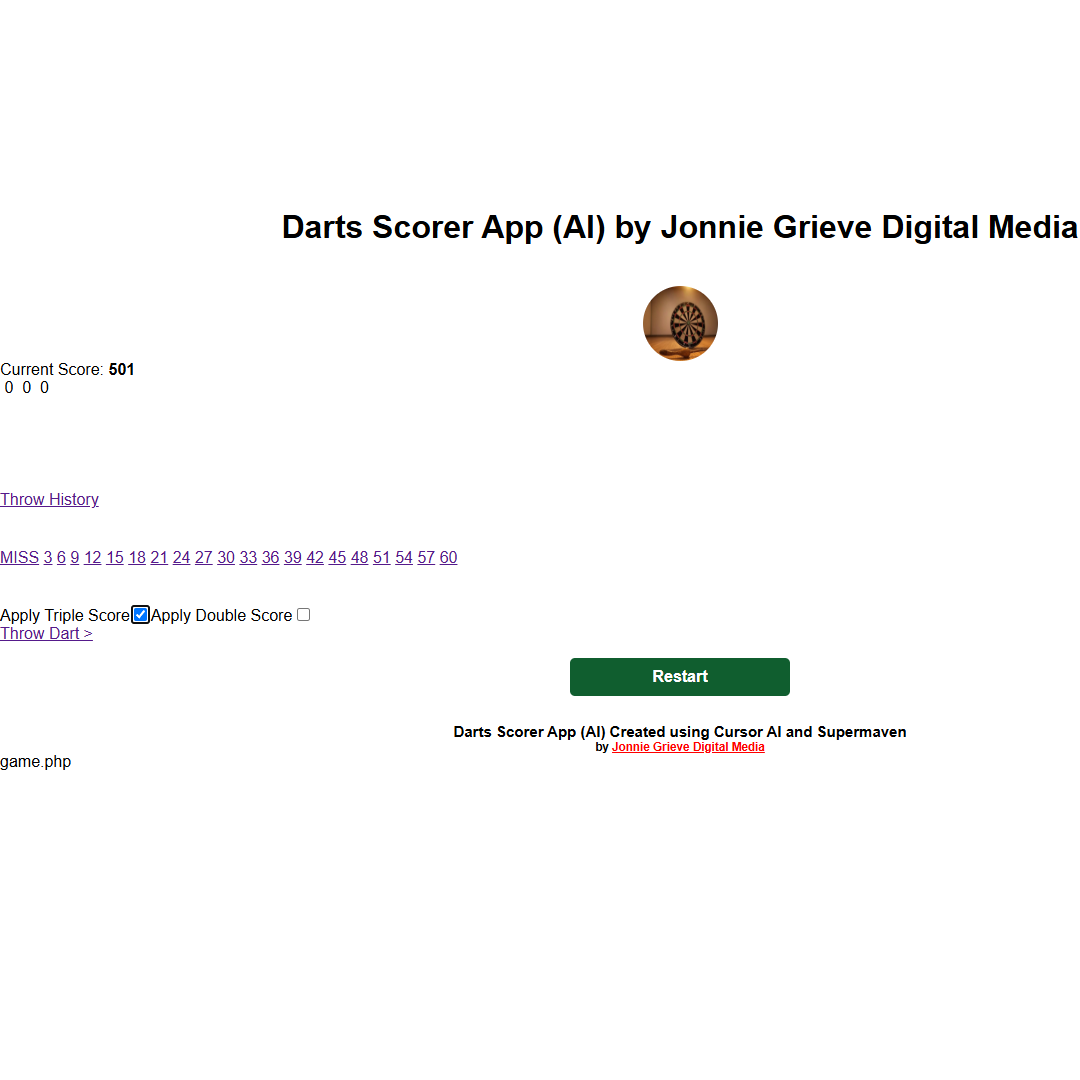 Darts Scorer App (AI) by Jonnie Grieve Digital Media
Current Score: 501
0 0 0
Throw History
MISS 3 6 9 12 15 18 21 24 27 30 33 36 39 42 45 48 51 54 57 60
Apply Triple Score Apply Double Score
Throw Dart >
Restart
Darts Scorer App (AI) Created using Cursor AI and Supermaven
by Jonnie Grieve Digital Media
game.php